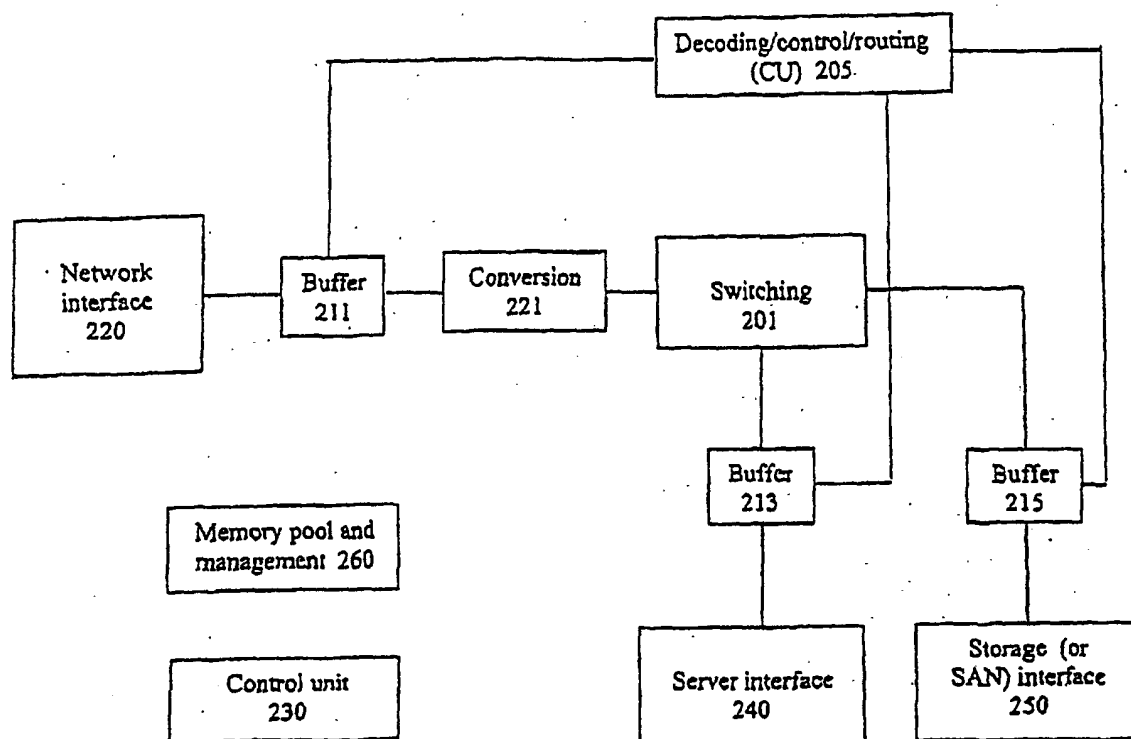 Decoding/control/routing
(CU) 205
Network
interface
220
Buffer
211
Conversion
221
Switching
201
Buffer
213
Buffer
215
Memory pool and
management 260
Control unit
230
Server interface
240
Storage (or
SAN) interface
250